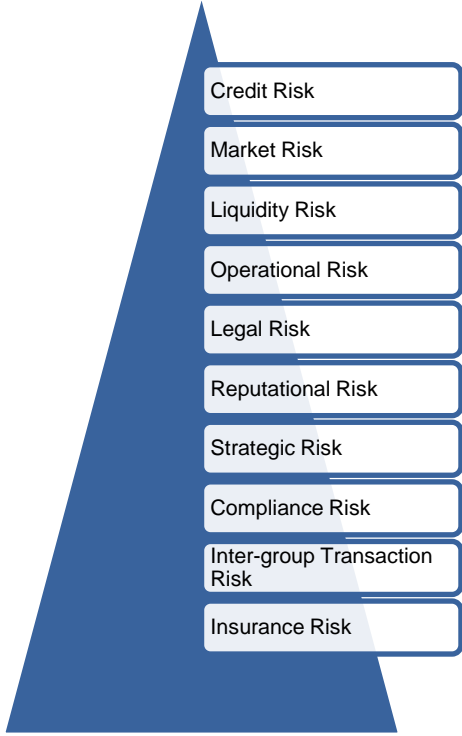 Credit Risk
Market Risk
Liquidity Risk
Operational Risk
Legal Risk
Reputational Risk
Strategic Risk
Compliance Risk
Inter-group Transaction
Risk
Insurance Risk